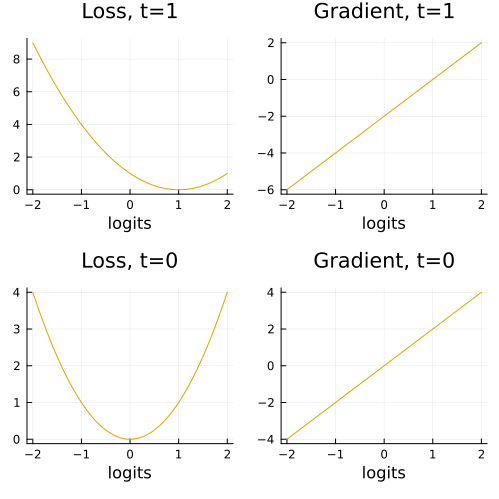 Loss, t=1
8
6
4
2
0
−2 −1 0 1 2
logits
Gradient, t=1
2
0
−2
−4
−6
−2 −1 0 1 2
logits
Loss, t=0
4
3
2
1
0
−2 −1 0 1 2
logits
Gradient, t=0
4
2
0
−2
−4
−2 −1 0 1 2
logits